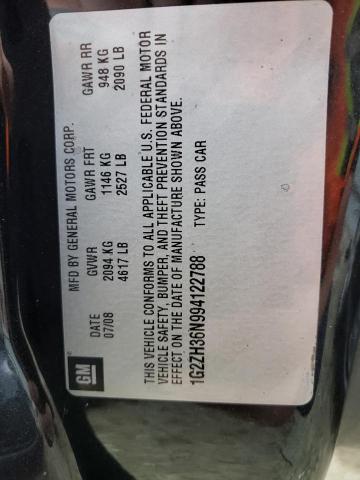 GM
MFD BY GENERAL MOTORS CORP.
DATE GVWR GAWR FRT GAWR RR
07/08 2094 KG 1146 KG 948 KG
4617 LB 2527 LB 2090 LB
THIS VEHICLE CONFORMS TO ALL APPLICABLE U.S. FEDERAL MOTOR
VEHICLE SAFETY, BUMPER, AND THEFT PREVENTION STANDARDS IN
EFFECT ON THE DATE OF MANUFACTURE SHOWN ABOVE.
1G2ZH36N994122788 TYPE: PASS CAR